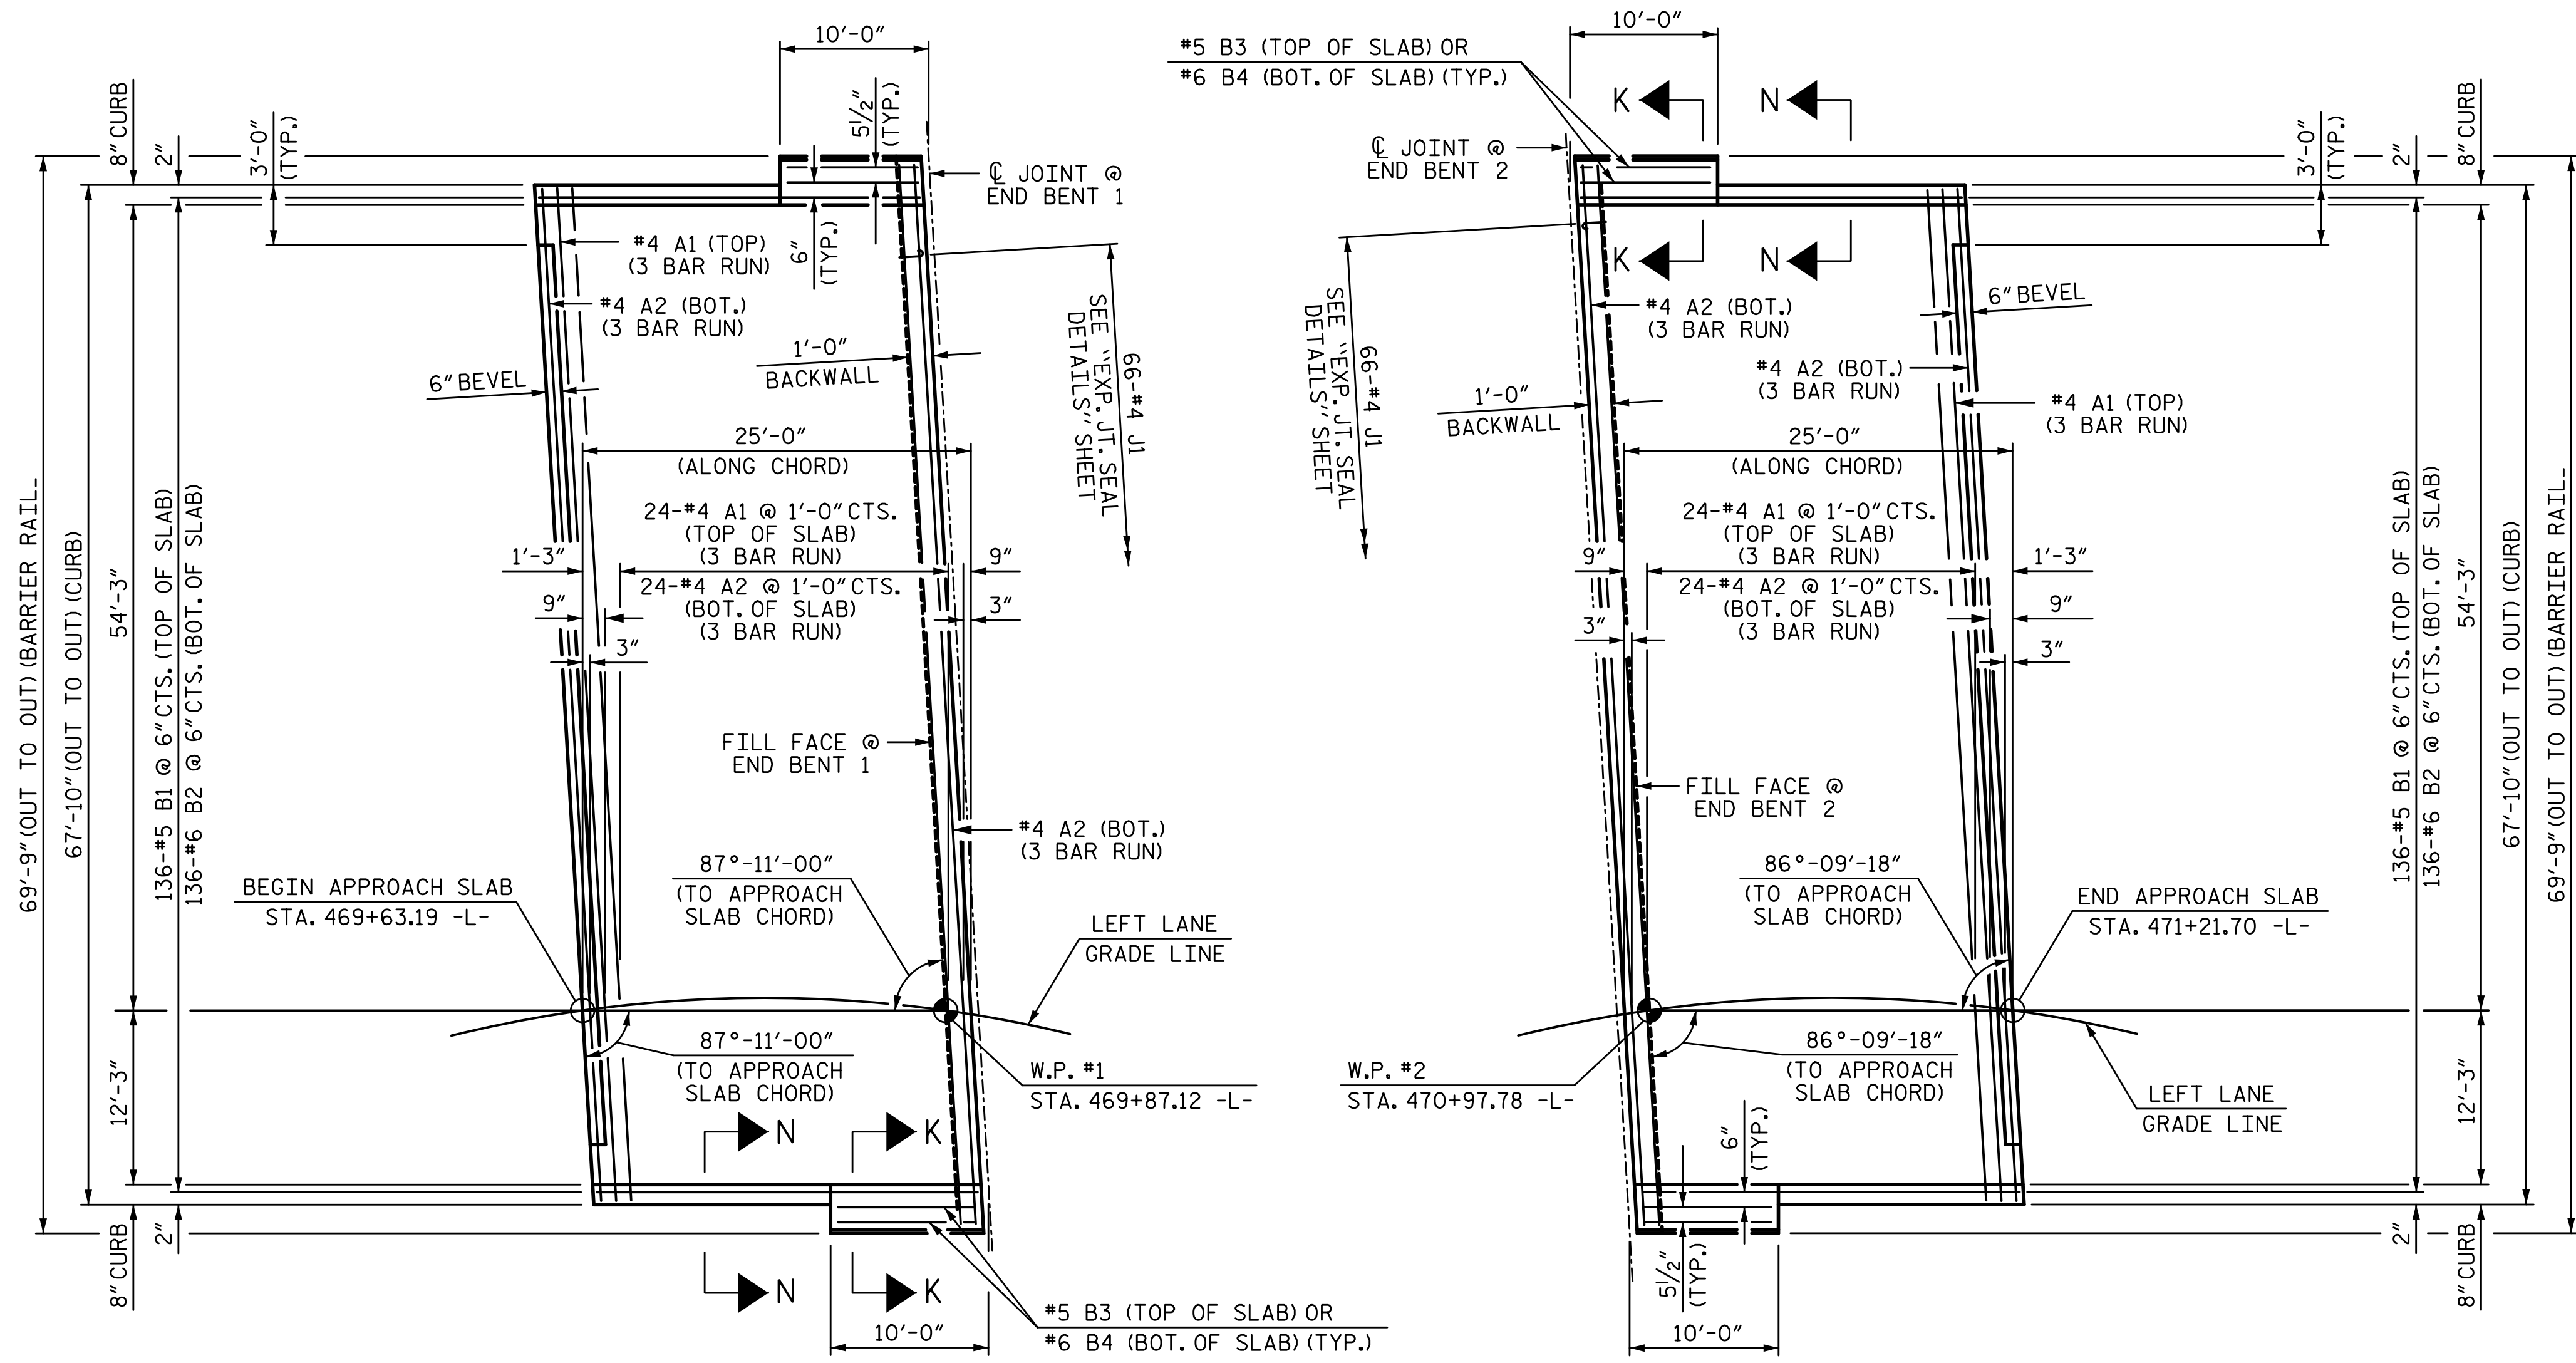 10'-0"
8" CURB
2"
3'-0"
(TYP.)
5½"
(TYP.)
6"
(TYP.)
℄ JOINT @
END BENT 1
#4 A1 (TOP)
(3 BAR RUN)
#4 A2 (BOT.)
(3 BAR RUN)
6" BEVEL
1'-0"
BACKWALL
66-#4 J1
SEE "EXP. JT. SEAL
DETAILS" SHEET
25'-0"
(ALONG CHORD)
24-#4 A1 @ 1'-0" CTS.
(TOP OF SLAB)
(3 BAR RUN)
1'-3"
9"
24-#4 A2 @ 1'-0" CTS.
(BOT. OF SLAB)
(3 BAR RUN)
9"
3"
3"
69'-9" (OUT TO OUT) (BARRIER RAIL)
67'-10" (OUT TO OUT) (CURB)
54'-3"
136-#5 B1 @ 6" CTS. (TOP OF SLAB)
136-#6 B2 @ 6" CTS. (BOT. OF SLAB)
FILL FACE @
END BENT 1
#4 A2 (BOT.)
(3 BAR RUN)
87°-11'-00"
(TO APPROACH
SLAB CHORD)
BEGIN APPROACH SLAB
STA. 469+63.19 -L-
LEFT LANE
GRADE LINE
87°-11'-00"
(TO APPROACH
SLAB CHORD)
W.P. #1
STA. 469+87.12 -L-
12'-3"
N
K
8" CURB
2"
N
K
#5 B3 (TOP OF SLAB) OR
#6 B4 (BOT. OF SLAB) (TYP.)
10'-0"
10'-0"
#5 B3 (TOP OF SLAB) OR
#6 B4 (BOT. OF SLAB) (TYP.)
K
N
℄ JOINT @
END BENT 2
3'-0"
(TYP.)
2"
8" CURB
K
N
#4 A2 (BOT.)
(3 BAR RUN)
6" BEVEL
66-#4 J1
SEE "EXP. JT. SEAL
DETAILS" SHEET
#4 A2 (BOT.)
(3 BAR RUN)
1'-0"
BACKWALL
#4 A1 (TOP)
(3 BAR RUN)
25'-0"
(ALONG CHORD)
24-#4 A1 @ 1'-0" CTS.
(TOP OF SLAB)
(3 BAR RUN)
9"
1'-3"
24-#4 A2 @ 1'-0" CTS.
(BOT. OF SLAB)
(3 BAR RUN)
9"
3"
3"
136-#5 B1 @ 6" CTS. (TOP OF SLAB)
136-#6 B2 @ 6" CTS. (BOT. OF SLAB)
54'-3"
67'-10" (OUT TO OUT) (CURB)
69'-9" (OUT TO OUT) (BARRIER RAIL)
FILL FACE @
END BENT 2
86°-09'-18"
(TO APPROACH
SLAB CHORD)
END APPROACH SLAB
STA. 471+21.70 -L-
86°-09'-18"
(TO APPROACH
SLAB CHORD)
W.P. #2
STA. 470+97.78 -L-
LEFT LANE
GRADE LINE
12'-3"
6"
(TYP.)
5½"
(TYP.)
2"
8" CURB
10'-0"